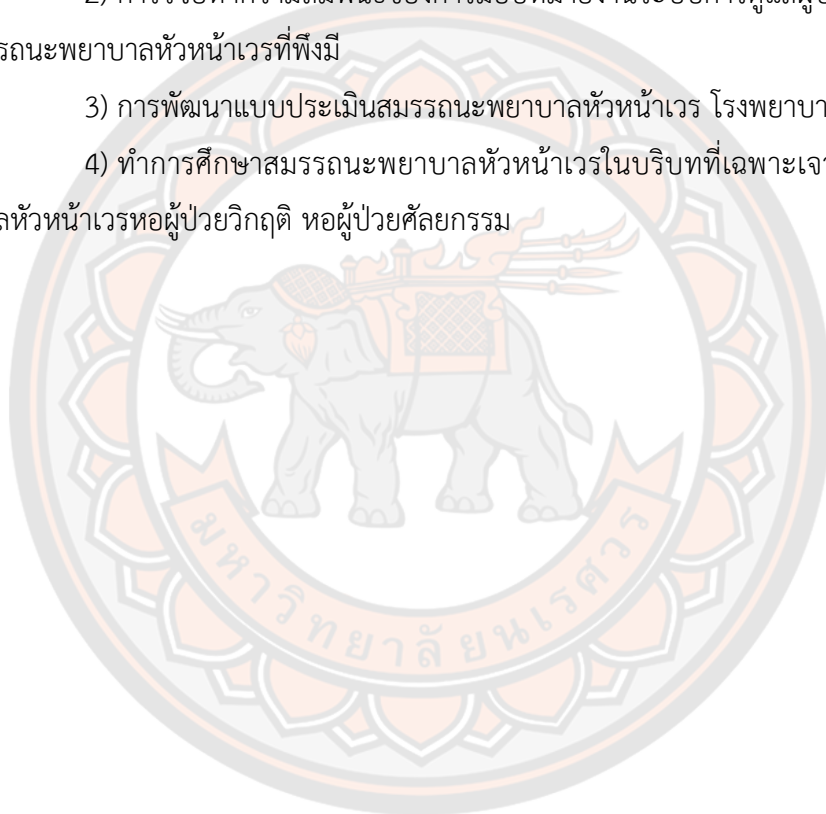 รถนะพยาบาลหัวหน้าเวรที่พึงมี
3) การพัฒนาแบบประเมินสมรรถนะพยาบาลหัวหน้าเวร โรงพยาบา
4) ทำการศึกษาสมรรถนะพยาบาลหัวหน้าเวรในบริบทที่เฉพาะเจา
ลหัวหน้าเวรหอผู้ป่วยวิกฤติ หอผู้ป่วยศัลยกรรม
มหาวิทยาลัยนเรศวร